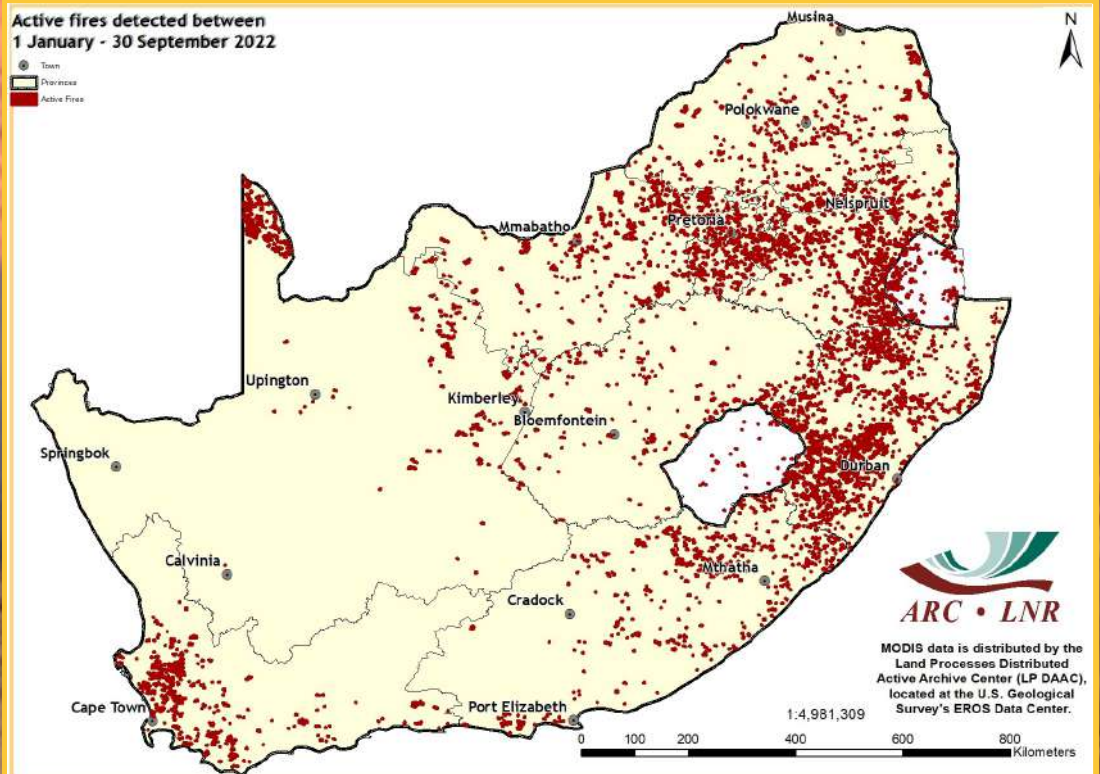 Active fires detected between
1 January - 30 September 2022
Town
Provinces
Active Fires
N
Musina
Polokwane
Nelspruit
Pretoria
Mmabatho
Upington
Kimberley
Bloemfontein
Springbok
Durban
Calvinia
Mthatha
Cradock
Cape Town
Port Elizabeth
ARC • LNR
MODIS data is distributed by the
Land Processes Distributed
Active Archive Center (LP DAAC),
located at the U.S. Geological
Survey's EROS Data Center.
1:4,981,309
0 100 200 400 600 800
Kilometers